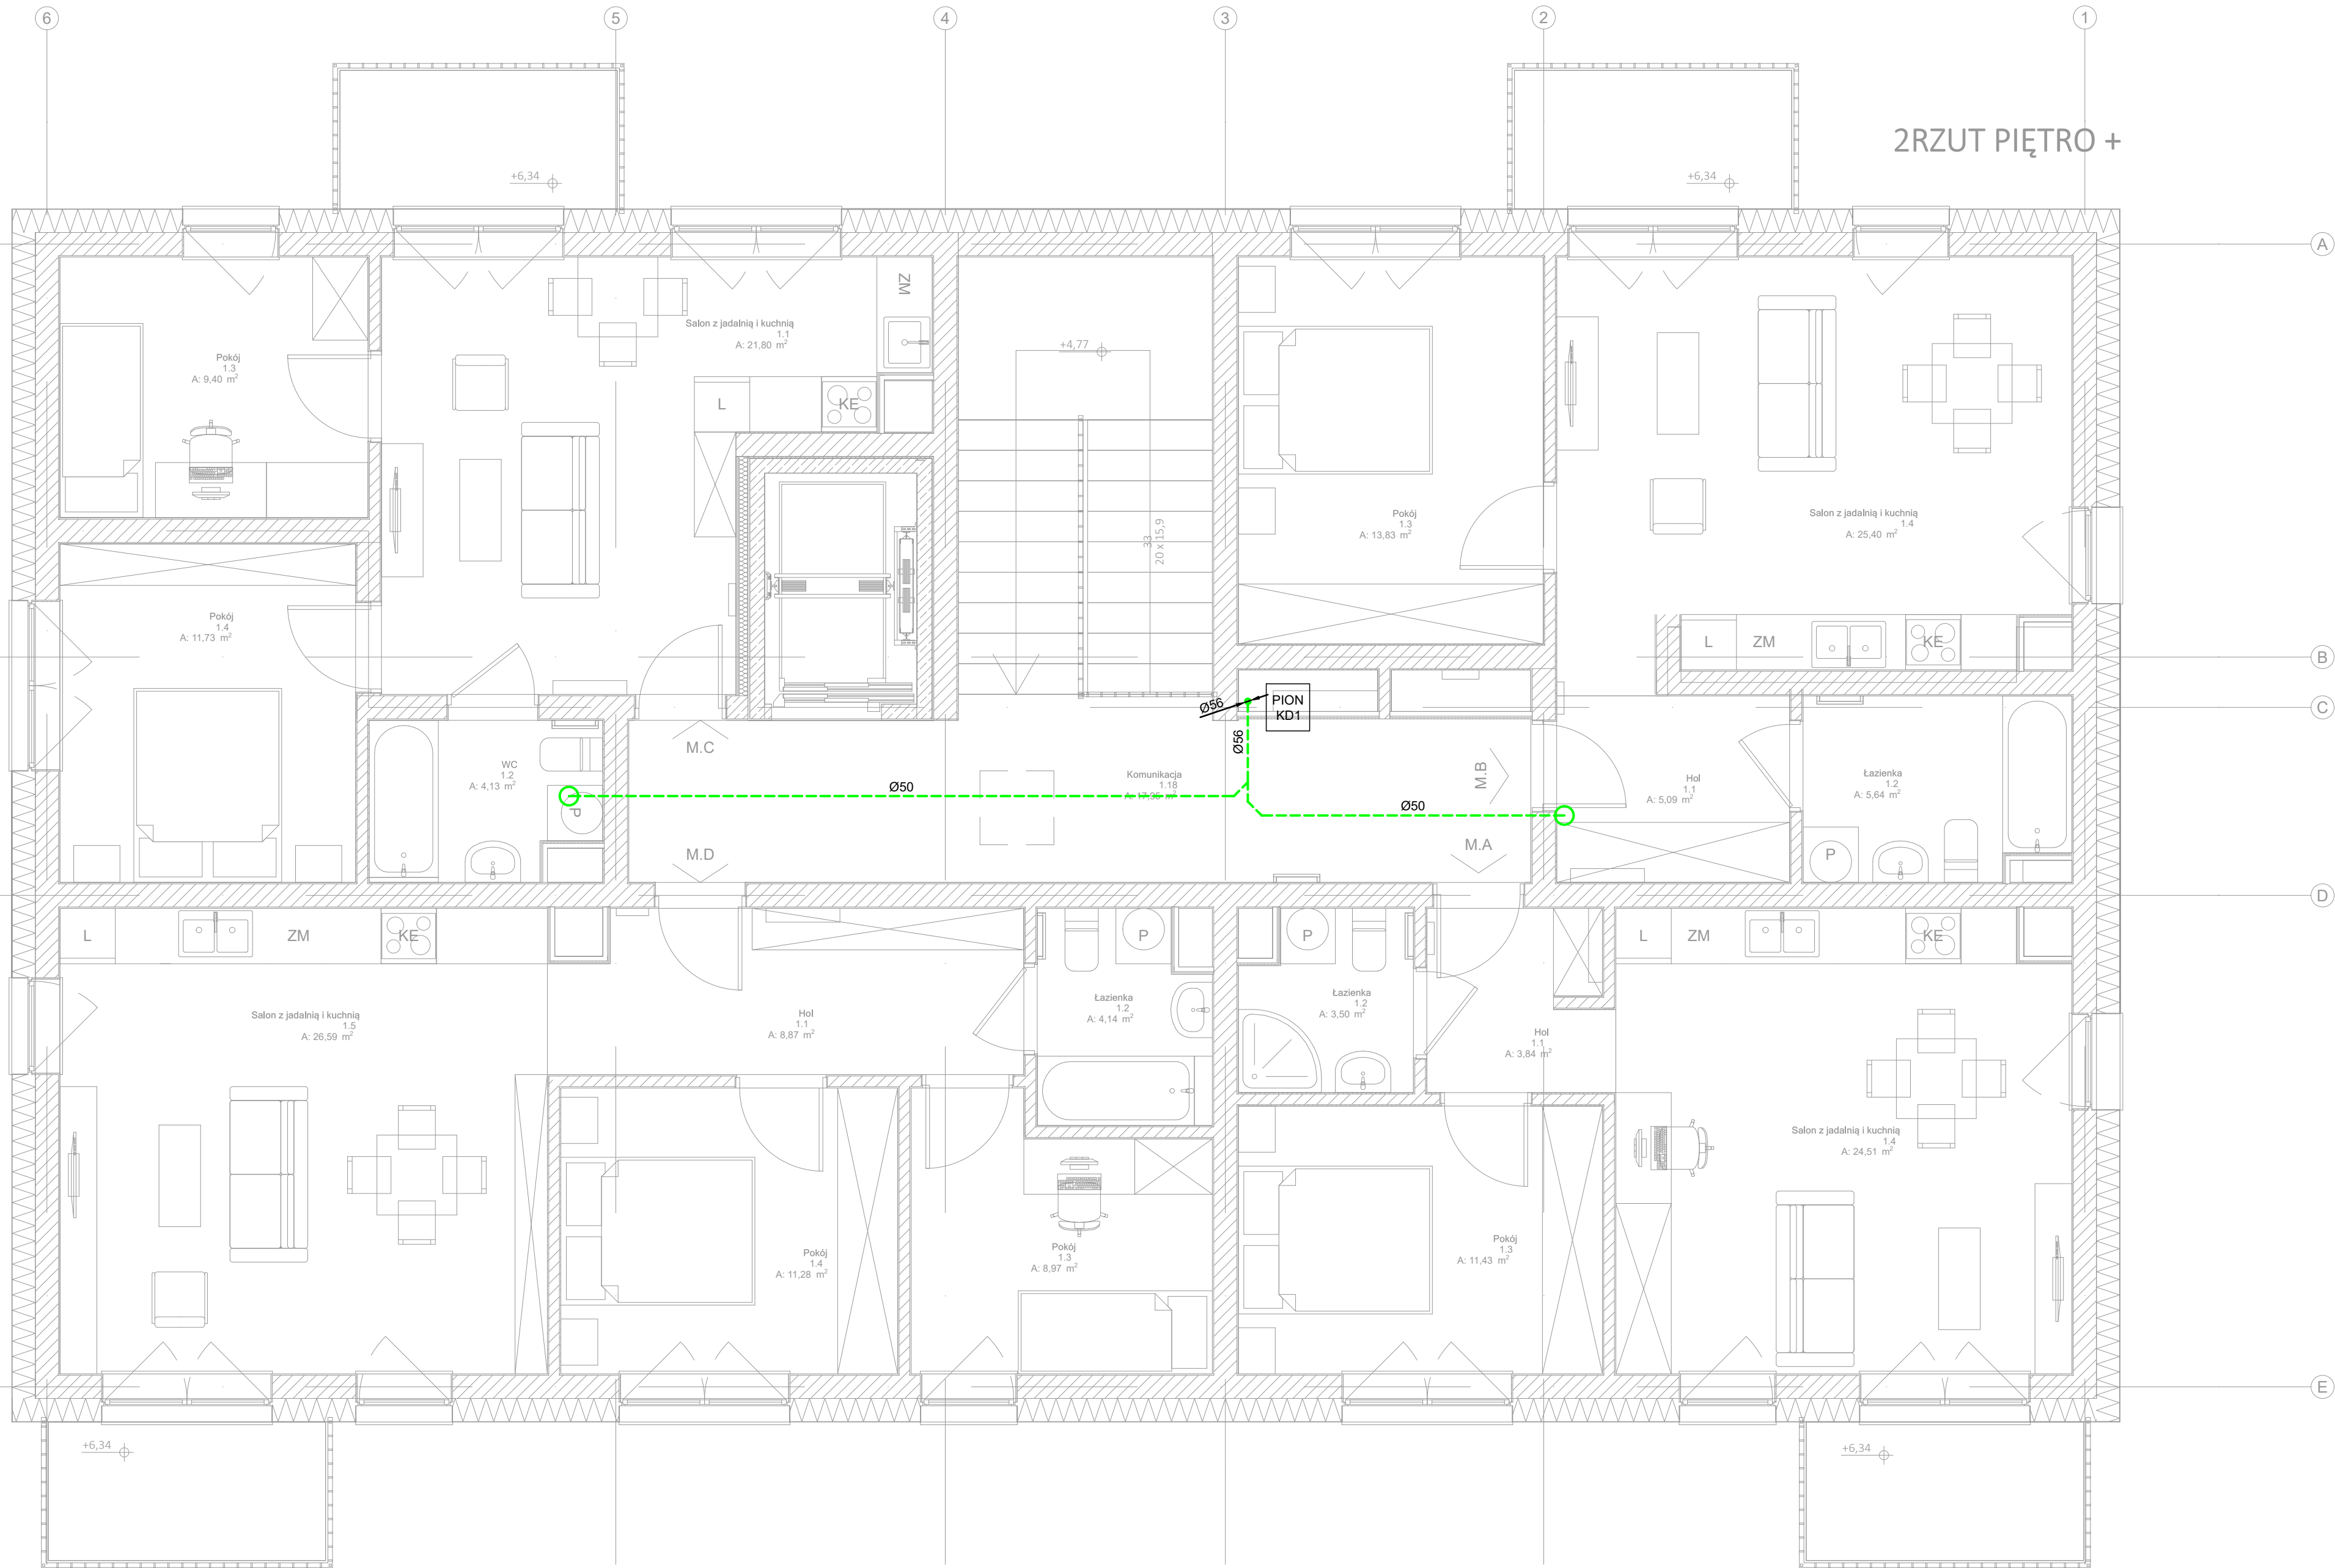 6
5
4
3
2
1
2RZUT PIĘTRO +
+6,34
+6,34
A
Salon z jadalnią i kuchnią
1.1
A: 21,80 m²
ZM
Pokój
1.3
A: 9,40 m²
+4,77
L
KE
Pokój
1.3
A: 13,83 m²
Salon z jadalnią i kuchnią
1.4
A: 25,40 m²
33
20 x 15,9
Pokój
1.4
A: 11,73 m²
L
ZM
KE
B
Ø56
PION
KD1
C
Ø56
M.C
WC
1.2
A: 4,13 m²
P
Ø50
Komunikacja
1.18
A: 17,35 m²
M.B
Ø50
Hol
1.1
A: 5,09 m²
Łazienka
1.2
A: 5,64 m²
M.D
M.A
P
D
L
ZM
KE
P
P
L
ZM
KE
Salon z jadalnią i kuchnią
1.5
A: 26,59 m²
Hol
1.1
A: 8,87 m²
Łazienka
1.2
A: 4,14 m²
Łazienka
1.2
A: 3,50 m²
Hol
1.1
A: 3,84 m²
Salon z jadalnią i kuchnią
1.4
A: 24,51 m²
Pokój
1.4
A: 11,28 m²
Pokój
1.3
A: 8,97 m²
Pokój
1.3
A: 11,43 m²
E
+6,34
+6,34